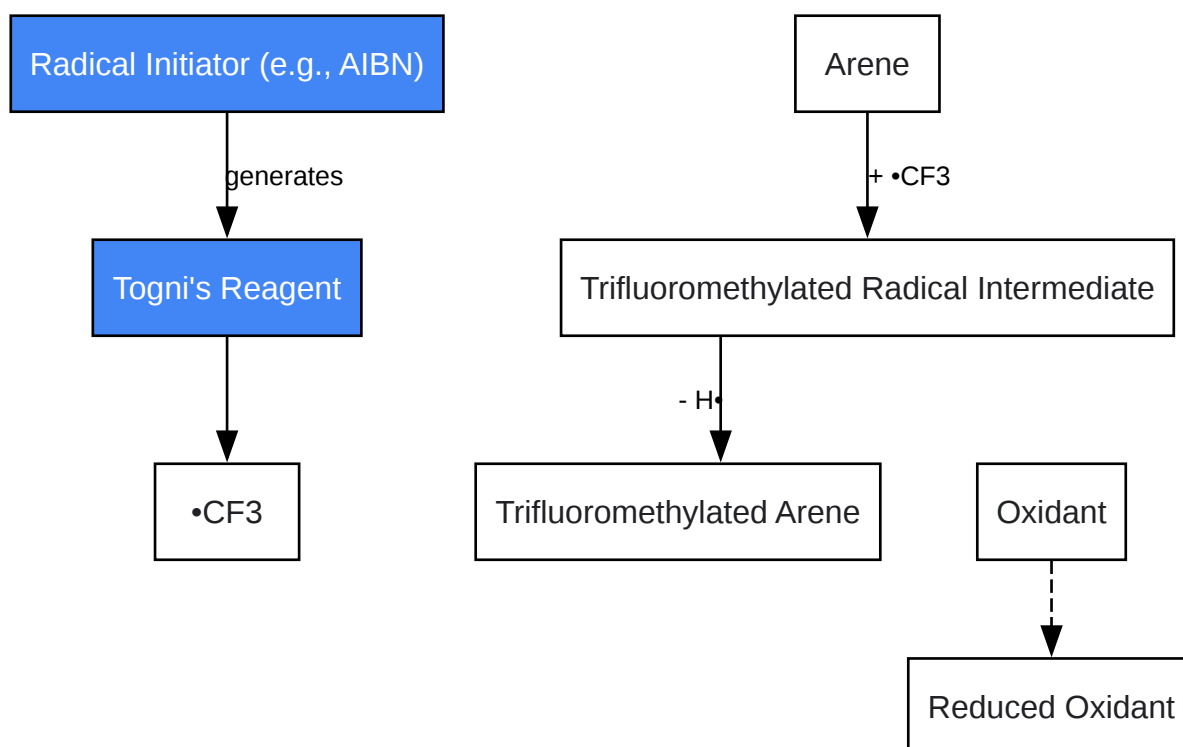 Radical Initiator (e.g., AIBN)
Arene
generates
+ •CF3
Togni's Reagent
Trifluoromethylated Radical Intermediate
- H•
•CF3
Trifluoromethylated Arene
Oxidant
Reduced Oxidant